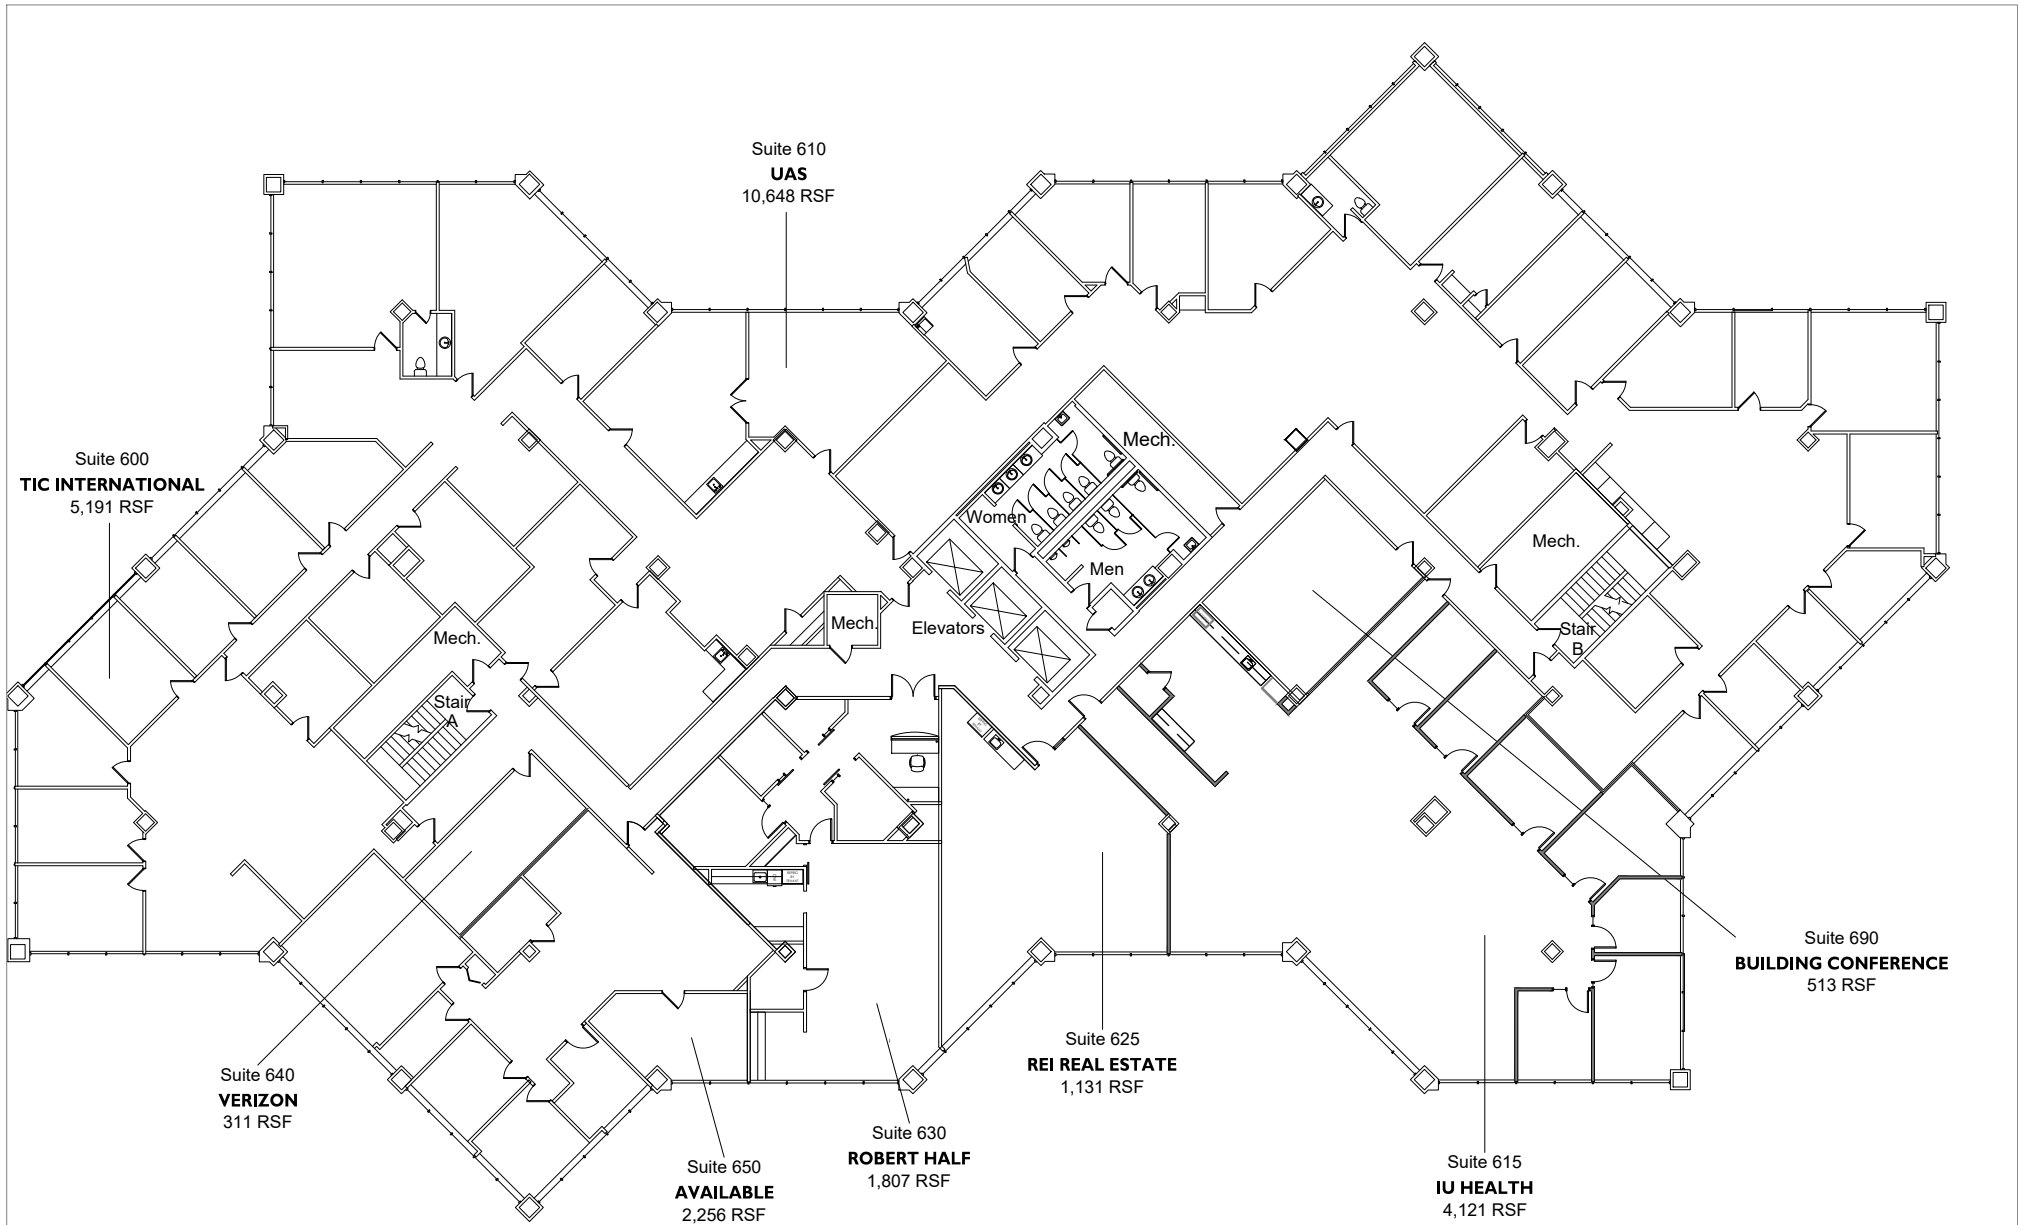 Suite 610
UAS
10,648 RSF
Suite 600
TIC INTERNATIONAL
5,191 RSF
Mech.
Women
Men
Mech.
Elevators
Mech.
Mech.
Stair
A
Stair
B
Suite 690
BUILDING CONFERENCE
513 RSF
Suite 625
REI REAL ESTATE
1,131 RSF
Suite 640
VERIZON
311 RSF
Suite 630
ROBERT HALF
1,807 RSF
Suite 650
AVAILABLE
2,256 RSF
Suite 615
IU HEALTH
4,121 RSF